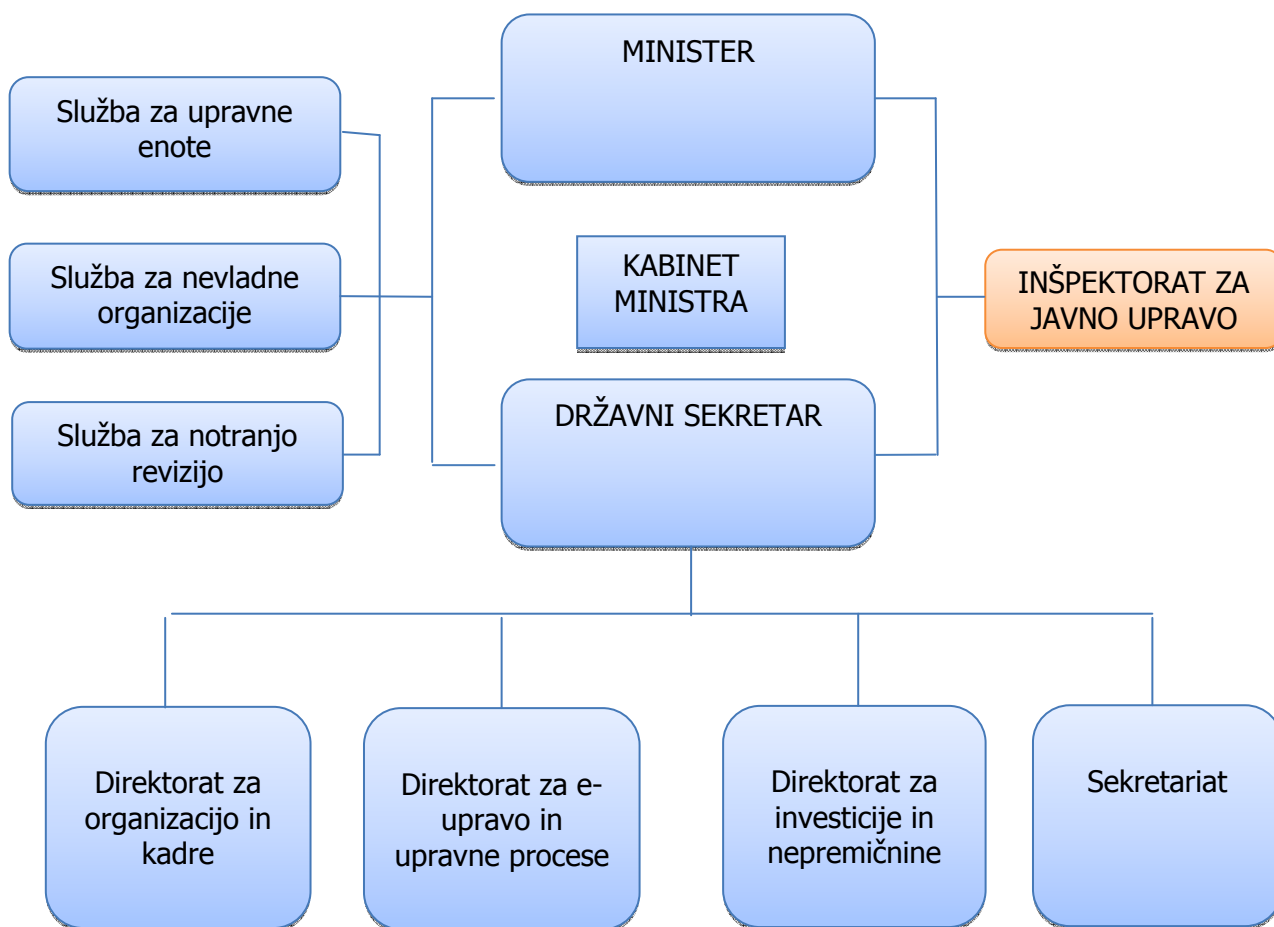 MINISTER
Služba za upravne
enote
KABINET
MINISTRA
Služba za nevladne
organizacije
INŠPEKTORAT ZA
JAVNO UPRAVO
DRŽAVNI SEKRETAR
Služba za notranjo
revizijo
Direktorat za
organizacijo in
kadre
Direktorat za e-
upravo in
upravne procese
Direktorat za
investicije in
nepremičnine
Sekretariat